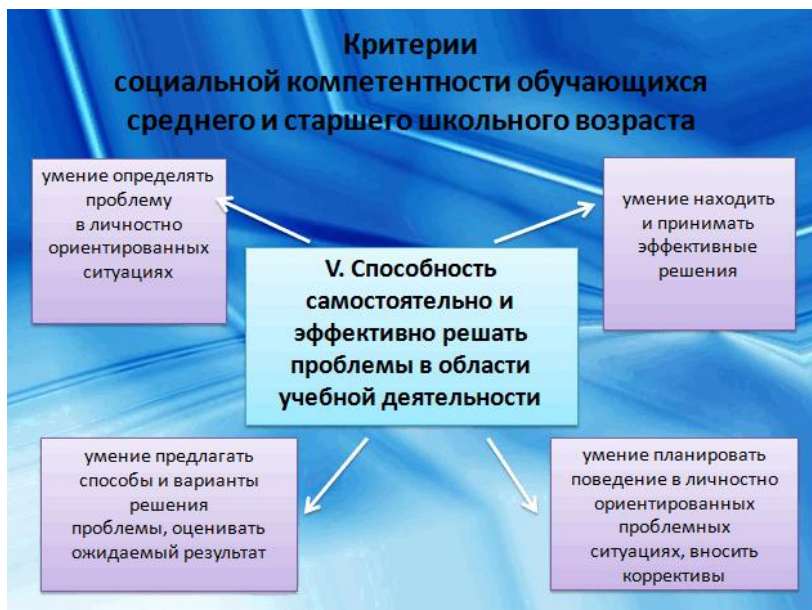 Критерии
социальной компетентности обучающихся
среднего и старшего школьного возраста
умение определять
проблему
в личностно
ориентированных
ситуациях
умение находить
и принимать
эффективные
решения
V. Способность
самостоятельно и
эффективно решать
проблемы в области
учебной деятельности
умение предлагать
способы и варианты
решения
проблемы, оценивать
ожидаемый результат
умение планировать
поведение в личностно
ориентированных
проблемных
ситуациях, вносить
коррективы